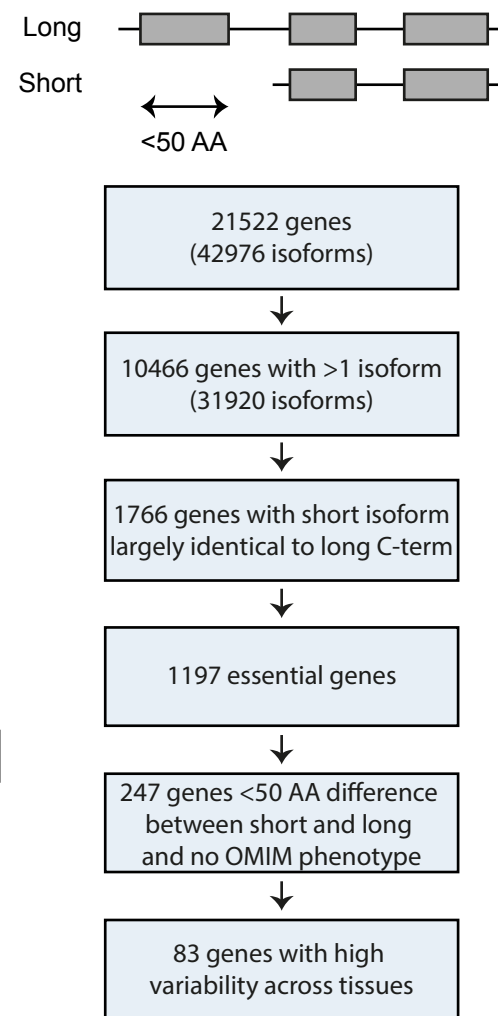 Long
Short
<50 AA
21522 genes
(42976 isoforms)
10466 genes with >1 isoform
(31920 isoforms)
1766 genes with short isoform
largely identical to long C-term
1197 essential genes
247 genes <50 AA difference
between short and long
and no OMIM phenotype
83 genes with high
variability across tissues